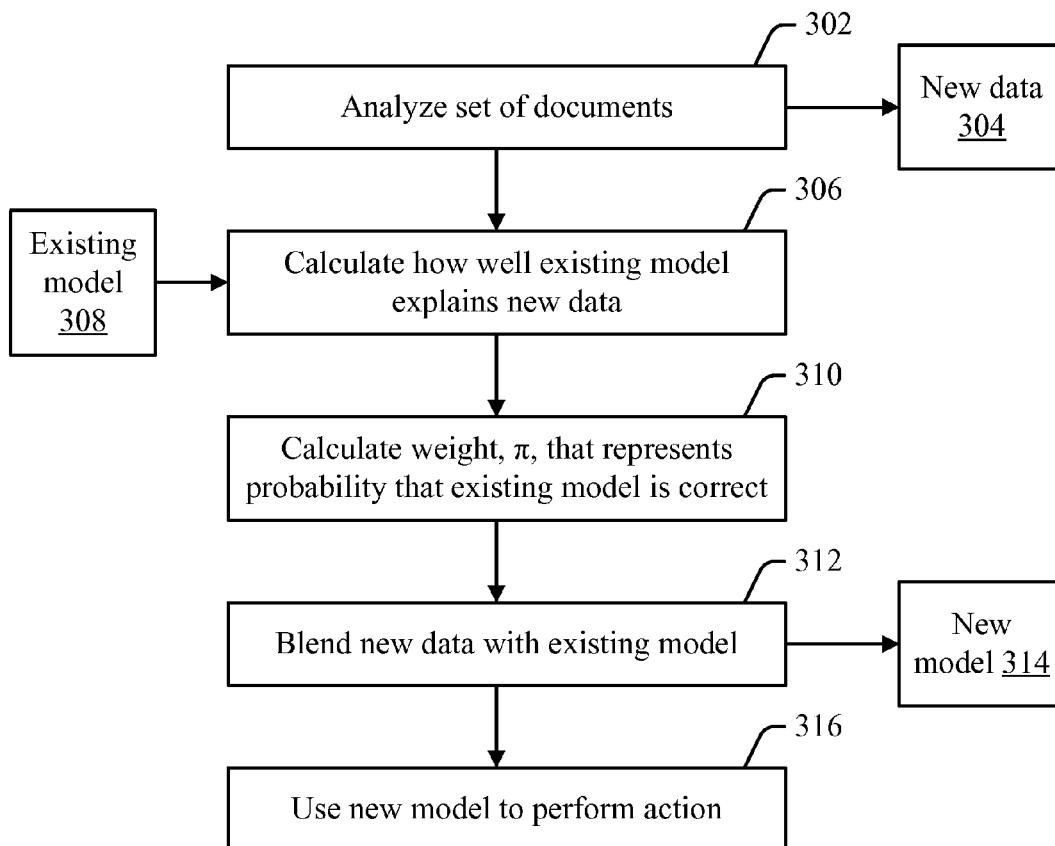 302
Analyze set of documents
New data
304
306
Existing
model
308
Calculate how well existing model
explains new data
310
Calculate weight, π, that represents
probability that existing model is correct
312
Blend new data with existing model
New
model 314
316
Use new model to perform action